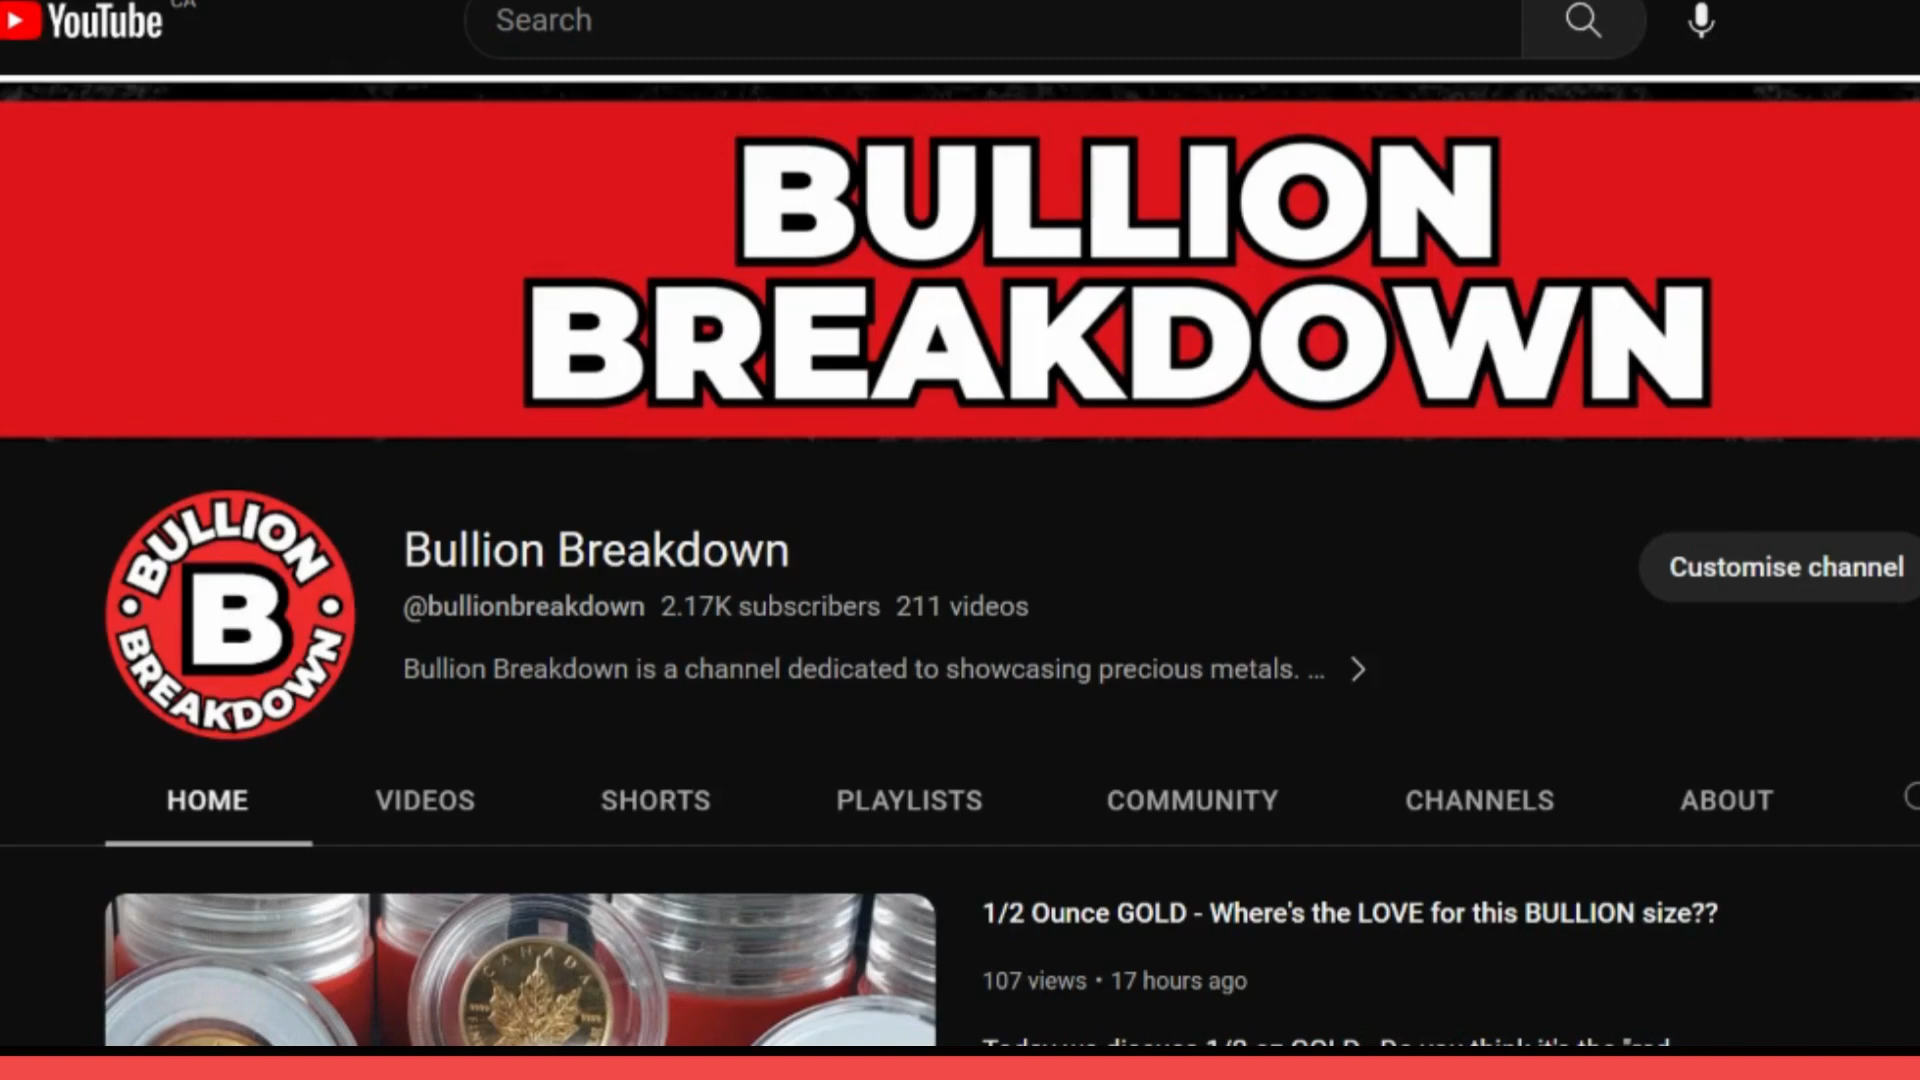 YouTube CA
Search
BULLION
BREAKDOWN
BULLION
B
BREAKDOWN
Bullion Breakdown
@bullionbreakdown 2.17K subscribers 211 videos
Bullion Breakdown is a channel dedicated to showcasing precious metals. ...
Customise channel
HOME VIDEOS SHORTS PLAYLISTS COMMUNITY CHANNELS ABOUT
1/2 Ounce GOLD - Where's the LOVE for this BULLION size??
107 views • 17 hours ago
CANADA
9999